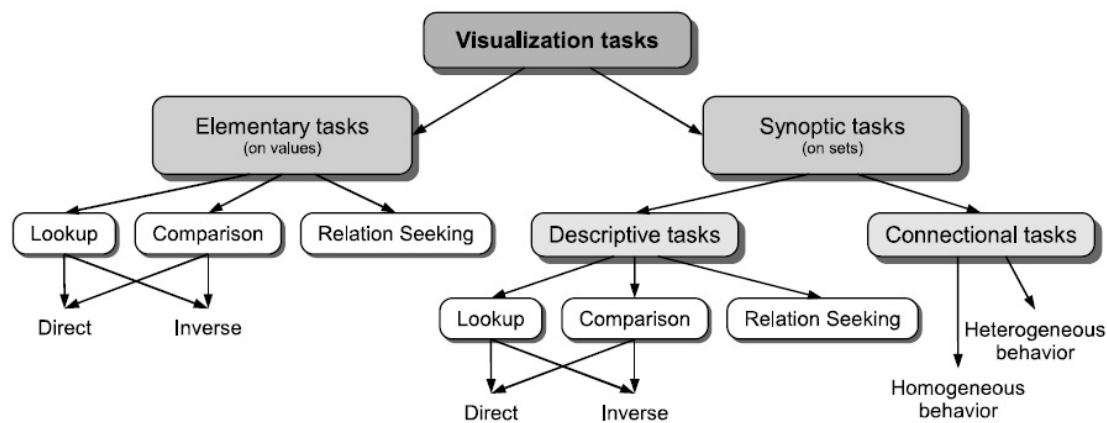 Visualization tasks
Elementary tasks
(on values)
Synoptic tasks
(on sets)
Lookup
Comparison
Relation Seeking
Descriptive tasks
Connectional tasks
Direct
Inverse
Lookup
Comparison
Relation Seeking
Heterogeneous
behavior
Homogeneous
behavior
Direct
Inverse